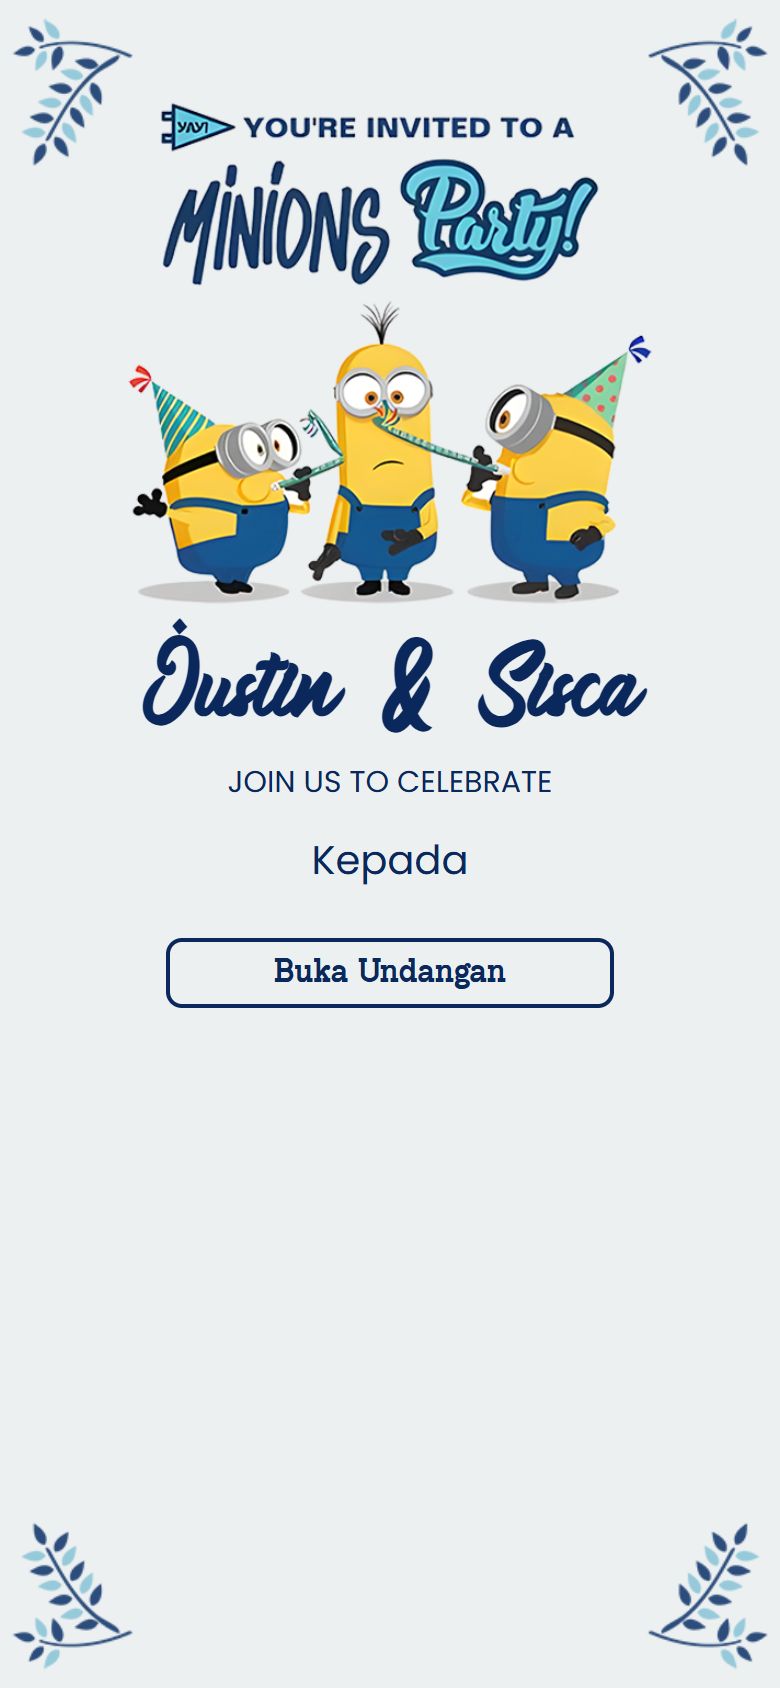 YAY!
YOU'RE INVITED TO A
MINIONS Party!
Justin & Sisca
JOIN US TO CELEBRATE
Kepada
Buka Undangan